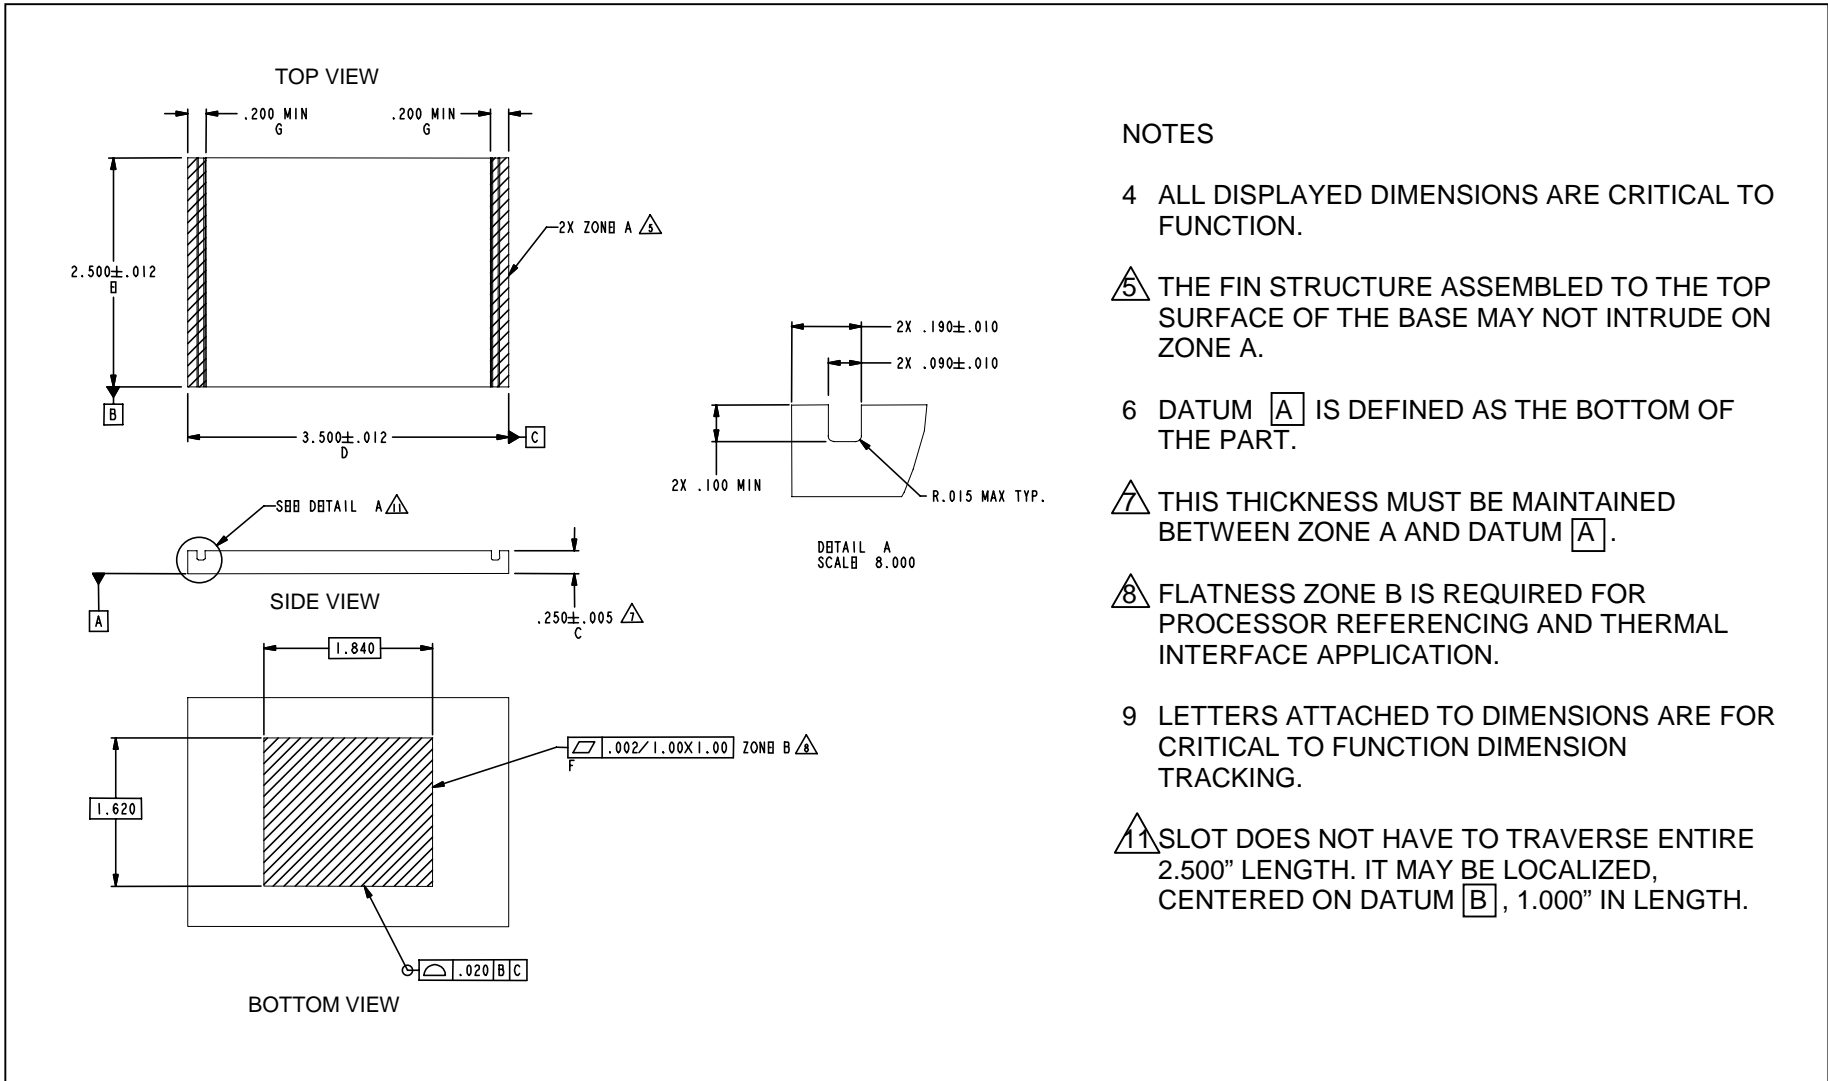 TOP VIEW
.200 MIN
G
.200 MIN
G
2X ZONE A 5
2.500±.012
B
B
3.500±.012
D
C
SEE DETAIL A 11
A
SIDE VIEW
.250±.005 7
C
2X .190±.010
2X .090±.010
2X .100 MIN
R.015 MAX TYP.
DETAIL A
SCALE 8.000
1.840
1.620
.002/1.00X1.00 ZONE B 8
F
.020 B C
BOTTOM VIEW
NOTES
4 ALL DISPLAYED DIMENSIONS ARE CRITICAL TO
FUNCTION.
5 THE FIN STRUCTURE ASSEMBLED TO THE TOP
SURFACE OF THE BASE MAY NOT INTRUDE ON
ZONE A.
6 DATUM A IS DEFINED AS THE BOTTOM OF
THE PART.
7 THIS THICKNESS MUST BE MAINTAINED
BETWEEN ZONE A AND DATUM A .
8 FLATNESS ZONE B IS REQUIRED FOR
PROCESSOR REFERENCING AND THERMAL
INTERFACE APPLICATION.
9 LETTERS ATTACHED TO DIMENSIONS ARE FOR
CRITICAL TO FUNCTION DIMENSION
TRACKING.
11 SLOT DOES NOT HAVE TO TRAVERSE ENTIRE
2.500” LENGTH. IT MAY BE LOCALIZED,
CENTERED ON DATUM B , 1.000” IN LENGTH.